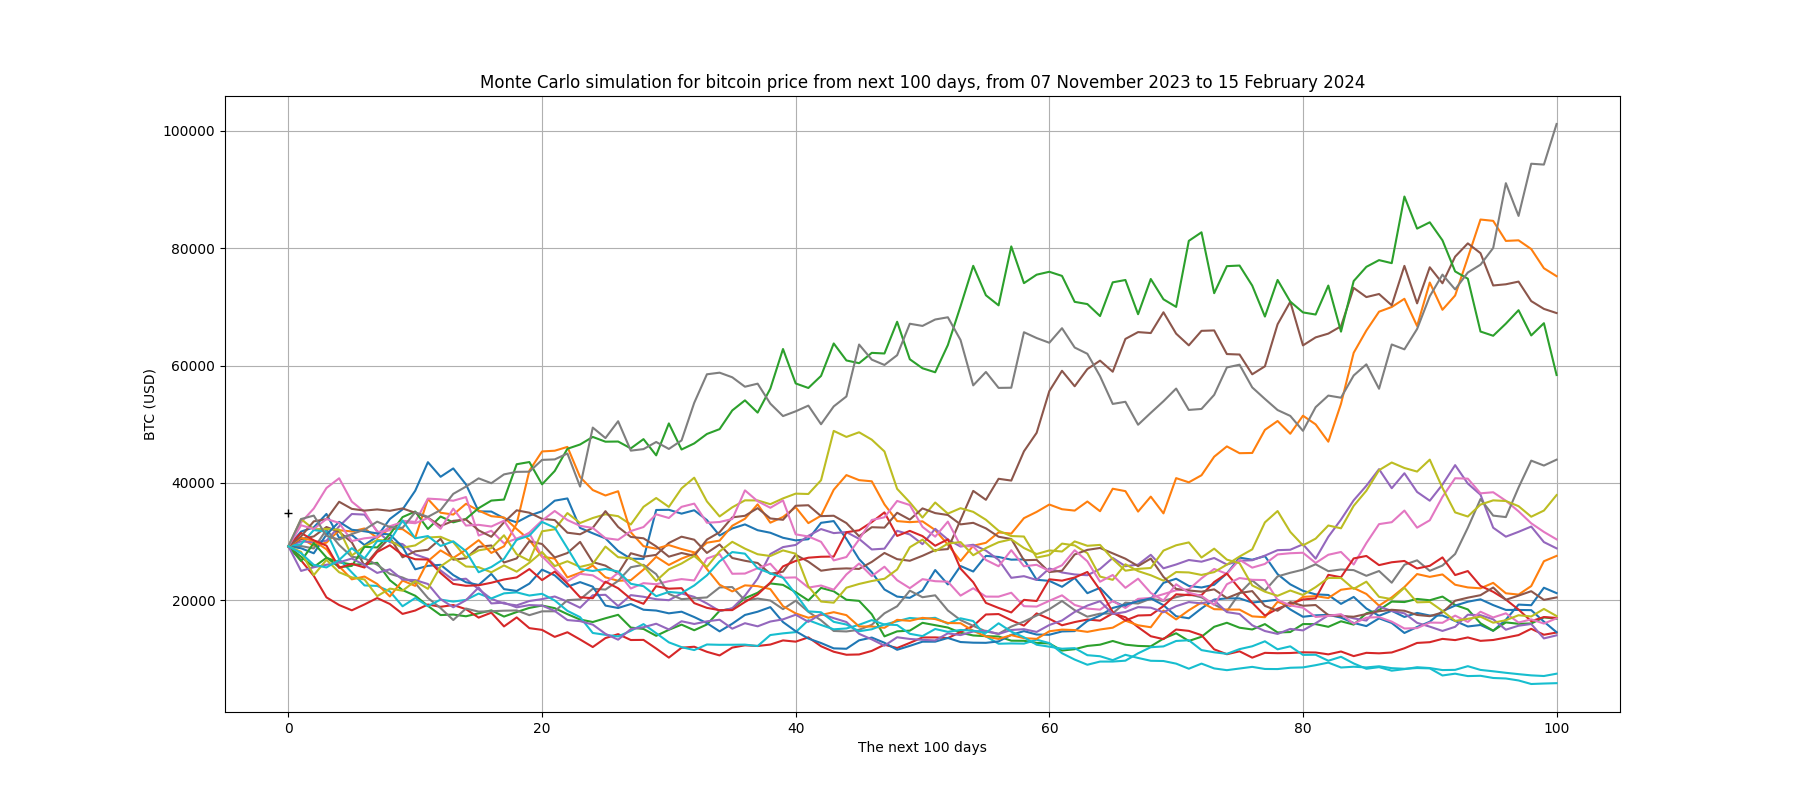 Monte Carlo simulation for bitcoin price from next 100 days, from 07 November 2023 to 15 February 2024
100000
80000
60000
40000
20000
BTC (USD)
0 20 40 60 80 100
The next 100 days